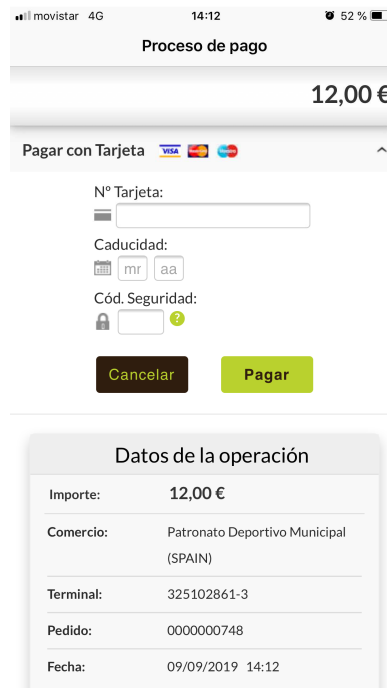 movistar 4G 14:12 52 %
Proceso de pago
12,00 €
Pagar con Tarjeta VISA
Nº Tarjeta:
Caducidad:
mr aa
Cód. Seguridad:
?
Cancelar Pagar
Datos de la operación
Importe: 12,00 €
Comercio: Patronato Deportivo Municipal
(SPAIN)
Terminal: 325102861-3
Pedido: 0000000748
Fecha: 09/09/2019 14:12